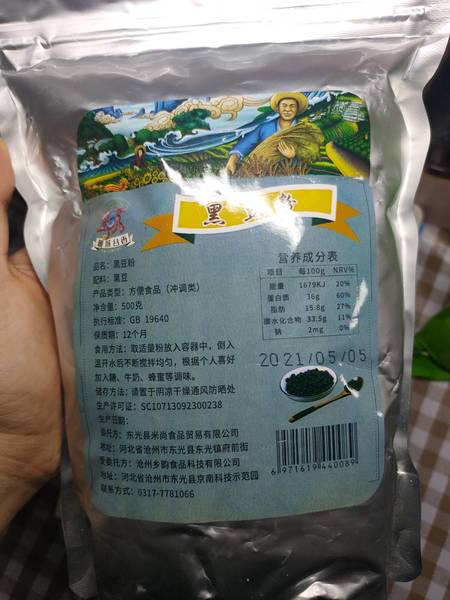 黑豆粉
品名：黑豆粉
配料：黑豆
产品类型：方便食品（冲调类）
净含量：500克
执行标准：GB 19640
保质期：12个月
食用方法：取适量粉放入容器中，倒入
温开水后不断搅拌均匀，根据个人喜好
加入糖、牛奶、蜂蜜等调味。
储存方法：请置于阴凉干燥通风防晒处
生产许可证：SC10713092300238
生产日期：
委托方：东光县米尚食品贸易有限公司
地址：河北省沧州市东光县东光镇府前街
受委托方：沧州乡韵食品科技有限公司
地址：河北省沧州市东光县京南科技示范园
联系方式：0317-7781066
营养成分表
项目 每100g NRV%
能量 1679KJ 20%
蛋白质 36g 60%
脂肪 15.8g 27%
碳水化合物 33.5g 11%
钠 2mg 0%
2021/05/05
6971619440089